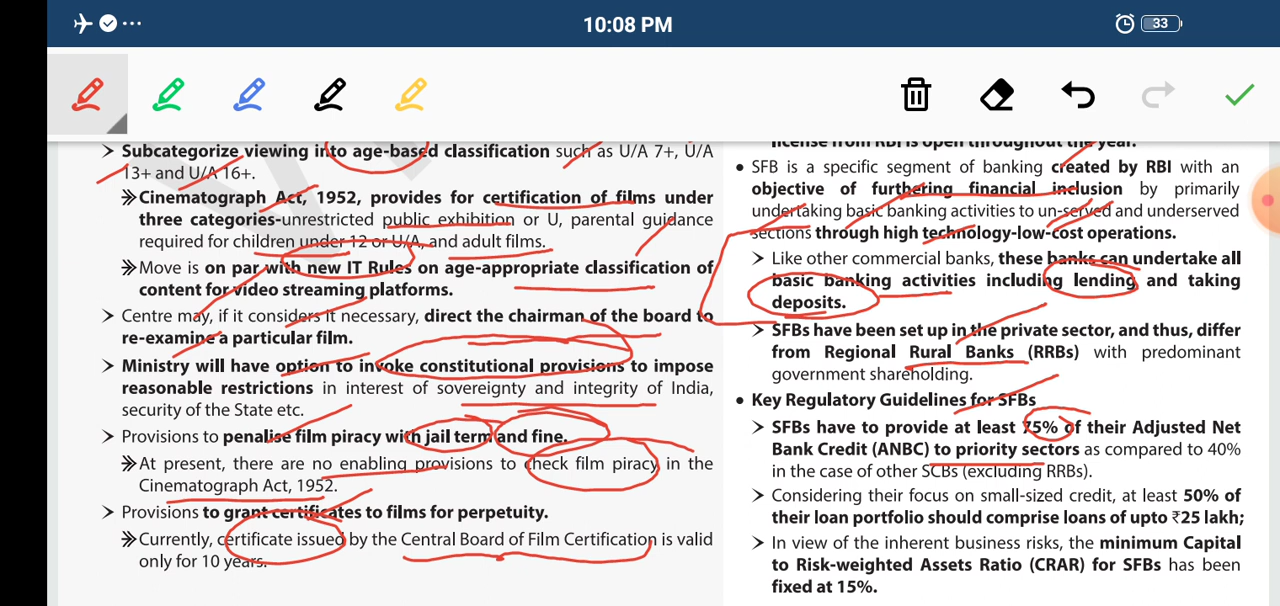 10:08 PM
33
➢ Subcategorize viewing into age-based classification such as U/A 7+, U/A
13+ and U/A 16+.
Cinematograph Act, 1952, provides for certification of films under
three categories-unrestricted public exhibition or U, parental guidance
required for children under 12 or U/A, and adult films.
Move is on par with new IT Rules on age-appropriate classification of
content for video streaming platforms.
➢ Centre may, if it considers it necessary, direct the chairman of the board to
re-examine a particular film.
➢ Ministry will have option to invoke constitutional provisions to impose
reasonable restrictions in interest of sovereignty and integrity of India,
security of the State etc.
➢ Provisions to penalise film piracy with jail term and fine.
At present, there are no enabling provisions to check film piracy in the
Cinematograph Act, 1952.
➢ Provisions to grant certificates to films for perpetuity.
Currently, certificate issued by the Central Board of Film Certification is valid
only for 10 years.
license from RBI is open throughout the year.
• SFB is a specific segment of banking created by RBI with an
objective of furthering financial inclusion by primarily
undertaking basic banking activities to un-served and underserved
sections through high technology-low-cost operations.
➢ Like other commercial banks, these banks can undertake all
basic banking activities including lending and taking
deposits.
➢ SFBs have been set up in the private sector, and thus, differ
from Regional Rural Banks (RRBs) with predominant
government shareholding.
• Key Regulatory Guidelines for SFBs
➢ SFBs have to provide at least 75% of their Adjusted Net
Bank Credit (ANBC) to priority sectors as compared to 40%
in the case of other SCBs (excluding RRBs).
➢ Considering their focus on small-sized credit, at least 50% of
their loan portfolio should comprise loans of upto ₹25 lakh;
➢ In view of the inherent business risks, the minimum Capital
to Risk-weighted Assets Ratio (CRAR) for SFBs has been
fixed at 15%.